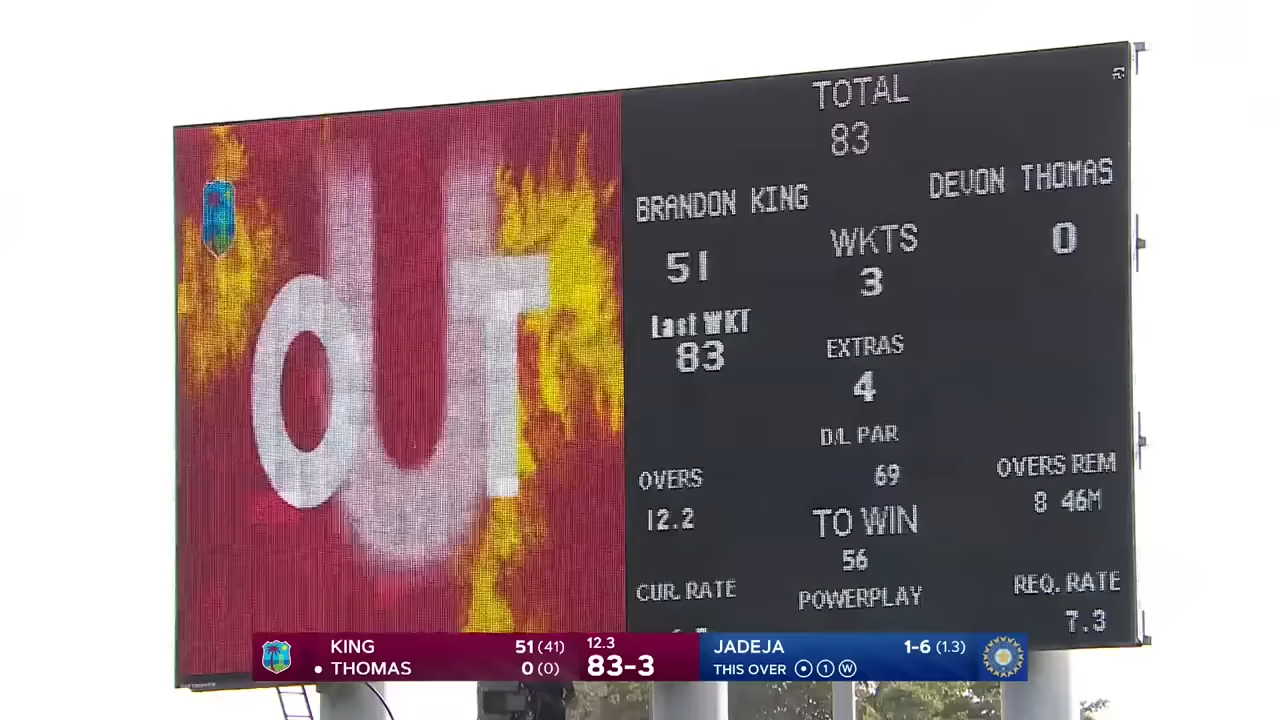 OUT
TOTAL
83
BRANDON KING
DEVON THOMAS
51
WKTS
3
0
Last WKT
83
EXTRAS
4
D/L PAR
69
OVERS
12.2
OVERS REM
8 46M
TO WIN
56
CUR. RATE
POWERPLAY
REQ. RATE
7.3
KING 51 (41)
THOMAS 0 (0)
12.3
83-3
JADEJA 1-6 (1.3)
THIS OVER 1 W